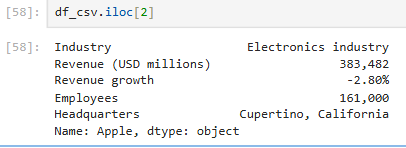 [58]: df_csv.iloc[2]
[58]: Industry Electronics industry
Revenue (USD millions) 383,482
Revenue growth -2.80%
Employees 161,000
Headquarters Cupertino, California
Name: Apple, dtype: object